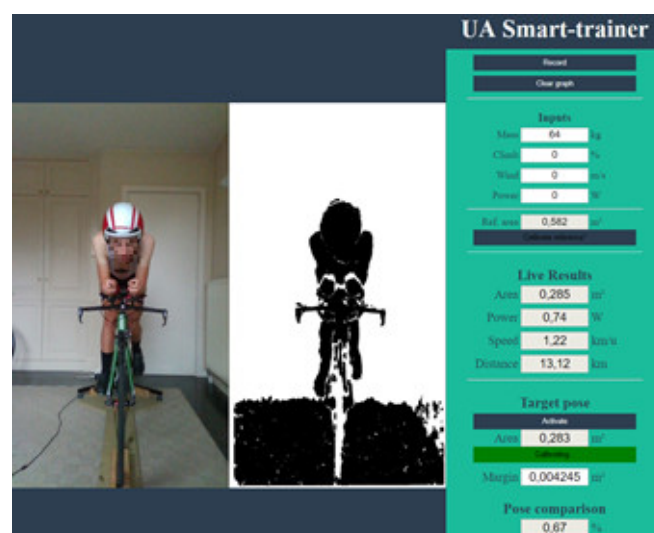 UA Smart-trainer
Record
Clear graph
Inputs
Mass 64 kg
Climb 0 %
Wind 0 m/s
Power 0 W
Ref. area 0,582 m²
Calibrate reference
Live Results
Area 0,285 m²
Power 0,74 W
Speed 1,22 km/u
Distance 13,12 km
Target pose
Activate
Area 0,283 m²
Calibrating
Margin 0,004245 m²
Pose comparison
0,67 %